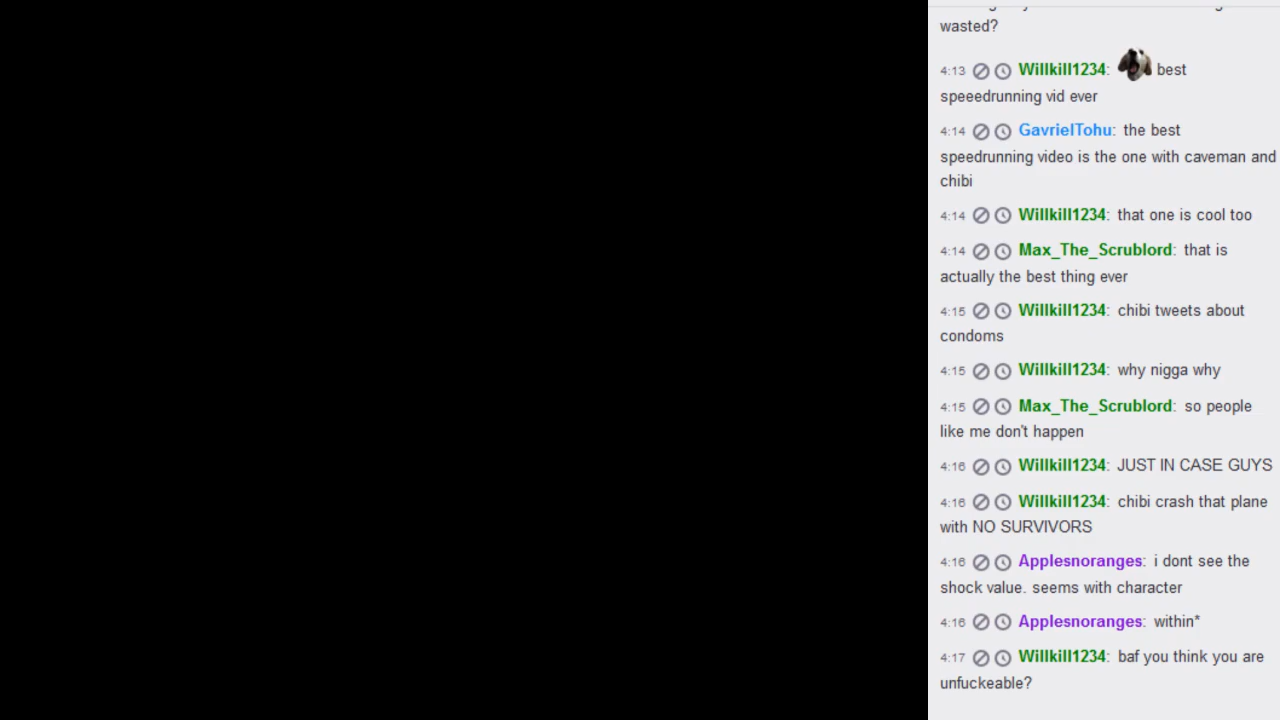 wasted?
4:13 Willkill1234: best
speeedrunning vid ever
4:14 GavrielTohu: the best
speedrunning video is the one with caveman and
chibi
4:14 Willkill1234: that one is cool too
4:14 Max_The_Scrublord: that is
actually the best thing ever
4:15 Willkill1234: chibi tweets about
condoms
4:15 Willkill1234: why nigga why
4:15 Max_The_Scrublord: so people
like me don't happen
4:16 Willkill1234: JUST IN CASE GUYS
4:16 Willkill1234: chibi crash that plane
with NO SURVIVORS
4:16 Applesnoranges: i dont see the
shock value. seems with character
4:16 Applesnoranges: within*
4:17 Willkill1234: baf you think you are
unfuckeable?